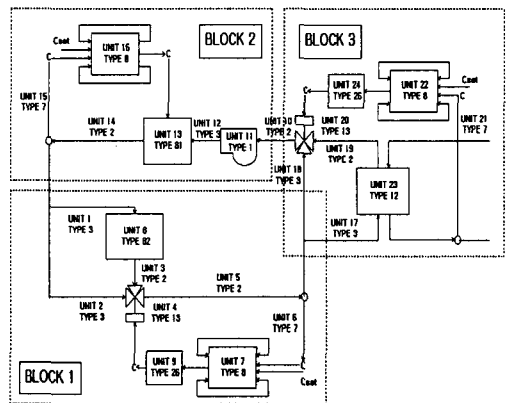 BLOCK 2
Cset
C
UNIT 15
TYPE 8
C
UNIT 15
TYPE 7
UNIT 14
TYPE 2
UNIT 13
TYPE 81
UNIT 12
TYPE 3
UNIT 11
TYPE 1
UNIT 10
TYPE 2
BLOCK 3
C
UNIT 24
TYPE 26
UNIT 22
TYPE 8
Cset
C
UNIT 20
TYPE 13
UNIT 21
TYPE 7
UNIT 19
TYPE 2
UNIT 18
TYPE 3
UNIT 23
TYPE 12
UNIT 17
TYPE 3
UNIT 1
TYPE 3
UNIT 8
TYPE 82
UNIT 3
TYPE 2
UNIT 5
TYPE 2
UNIT 2
TYPE 3
UNIT 4
TYPE 13
UNIT 6
TYPE 7
BLOCK 1
C
UNIT 9
TYPE 26
UNIT 7
TYPE 8
C
Cset